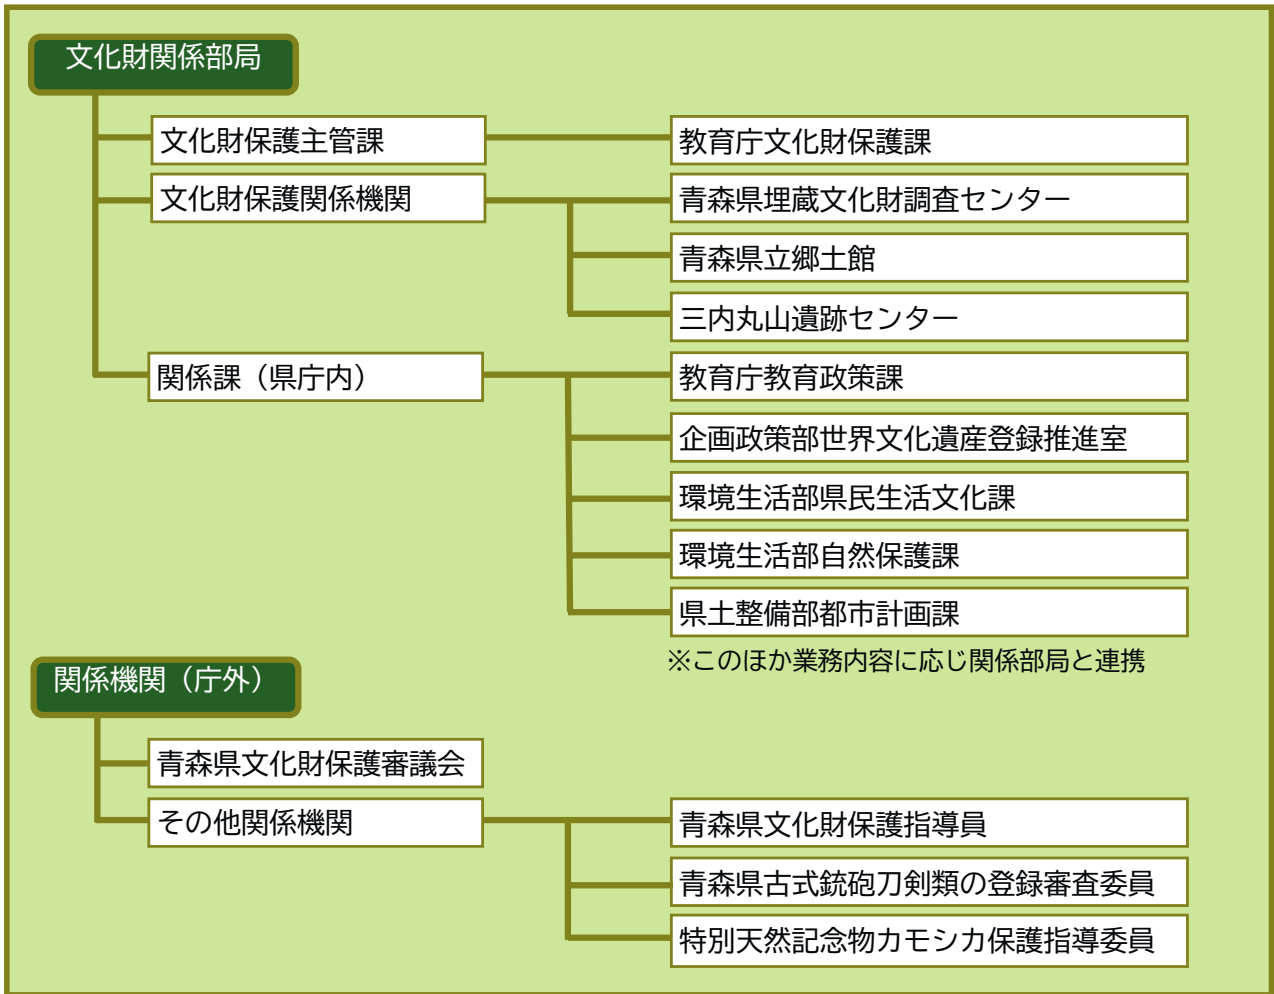 文化財関係部局
文化財保護主管課
教育庁文化財保護課
文化財保護関係機関
青森県埋蔵文化財調査センター
青森県立郷土館
三内丸山遺跡センター
関係課（県庁内）
教育庁教育政策課
企画政策部世界文化遺産登録推進室
環境生活部県民生活文化課
環境生活部自然保護課
県土整備部都市計画課
※このほか業務内容に応じ関係部局と連携
関係機関（庁外）
青森県文化財保護審議会
その他関係機関
青森県文化財保護指導員
青森県古式銃砲刀剣類の登録審査委員
特別天然記念物カモシカ保護指導委員